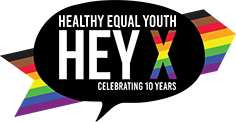 HEALTHY EQUAL YOUTH
HEY X
CELEBRATING 10 YEARS